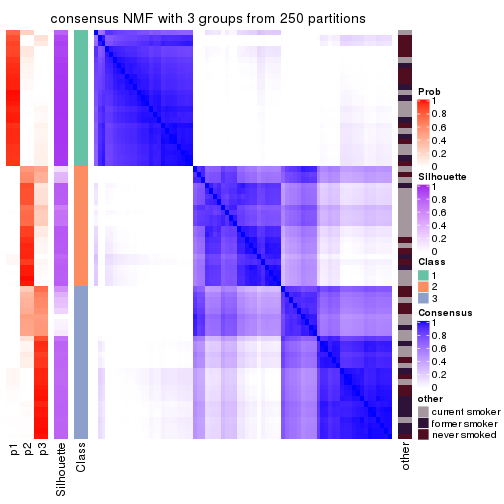 consensus NMF with 3 groups from 250 partitions
Prob
1
0.8
0.6
0.4
0.2
0
Silhouette
1
0.8
0.6
0.4
0.2
0
Class
1
2
3
Consensus
1
0.8
0.6
0.4
0.2
0
other
current smoker
former smoker
never smoked
p1
p2
p3
Silhouette
Class
other